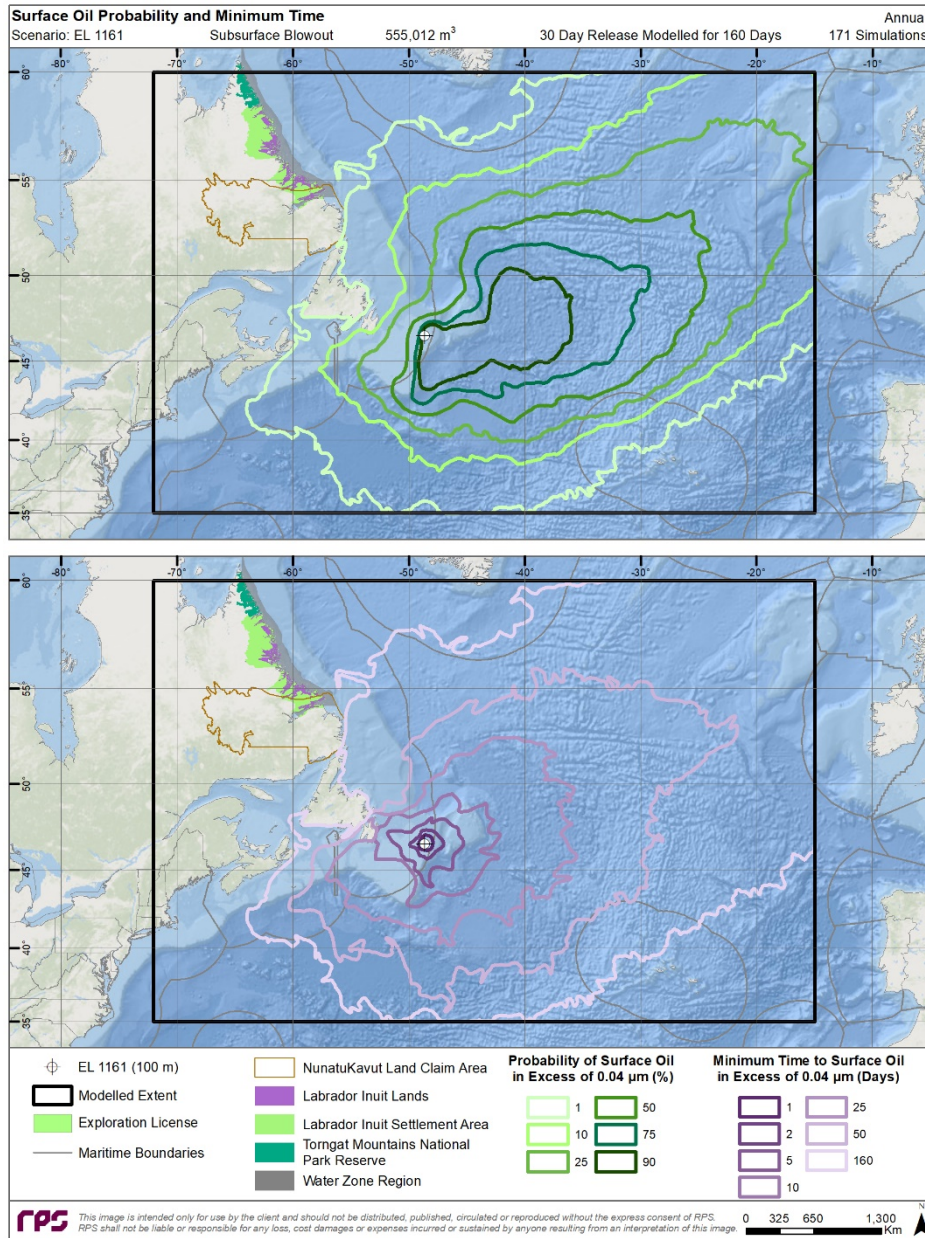 Surface Oil Probability and Minimum Time
Annual
Scenario: EL 1161 Subsurface Blowout 555,012 m³ 30 Day Release Modelled for 160 Days 171 Simulations
-80° -70° -60° -50° -40° -30° -20° -10°
60°
55°
50°
45°
40°
35°
-80° -70° -60° -50° -40° -30° -20° -10°
60°
55°
50°
45°
40°
35°
EL 1161 (100 m)
Modelled Extent
Exploration License
Maritime Boundaries
NunatuKavut Land Claim Area
Labrador Inuit Lands
Labrador Inuit Settlement Area
Torngat Mountains National
Park Reserve
Water Zone Region
Probability of Surface Oil
in Excess of 0.04 µm (%)
1 50
10 75
25 90
Minimum Time to Surface Oil
in Excess of 0.04 µm (Days)
1 25
2 50
5 160
10
rps
This image is intended only for use by the client and should not be distributed, published, circulated or reproduced without the express consent of RPS.
RPS shall not be liable or responsible for any loss, cost damages or expenses incurred or sustained by anyone resulting from an interpretation of this image.
0 325 650 1,300
Km
N